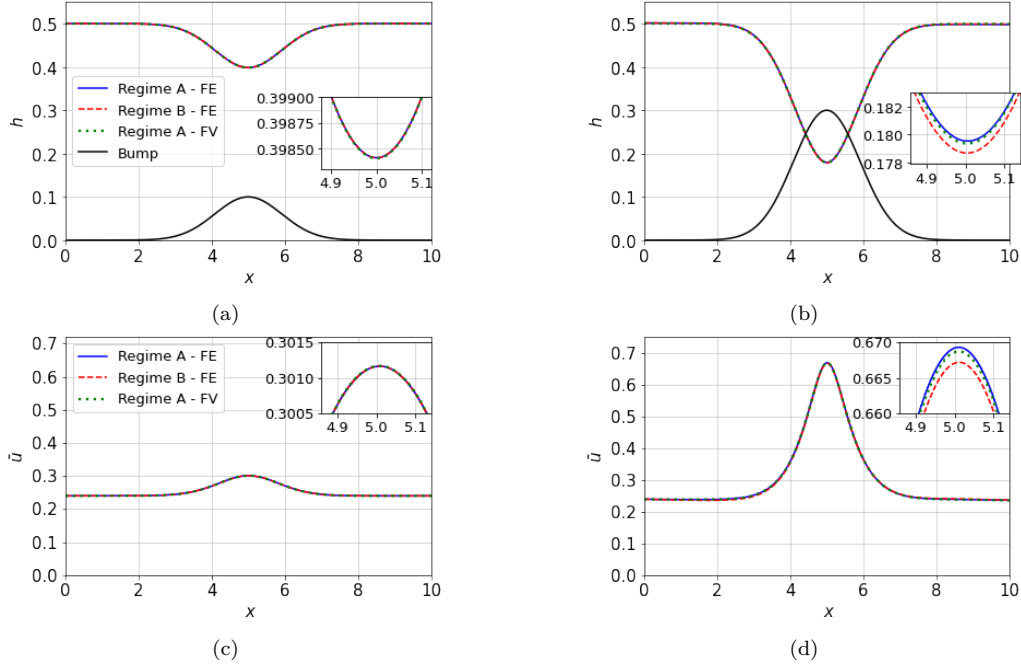 0.5
0.4
0.3
0.2
0.1
0.0
h
Regime A - FE
Regime B - FE
Regime A - FV
Bump
0.39900
0.39875
0.39850
4.9 5.0 5.1
0 2 4 6 8 10
x
(a)
0.5
0.4
0.3
0.2
0.1
0.0
h
0.182
0.180
0.178
4.9 5.0 5.1
0 2 4 6 8 10
x
(b)
0.7
0.6
0.5
0.4
0.3
0.2
0.1
0.0
ū
Regime A - FE
Regime B - FE
Regime A - FV
0.3015
0.3010
0.3005
4.9 5.0 5.1
0 2 4 6 8 10
x
(c)
0.7
0.6
0.5
0.4
0.3
0.2
0.1
0.0
ū
0.670
0.665
0.660
4.9 5.0 5.1
0 2 4 6 8 10
x
(d)